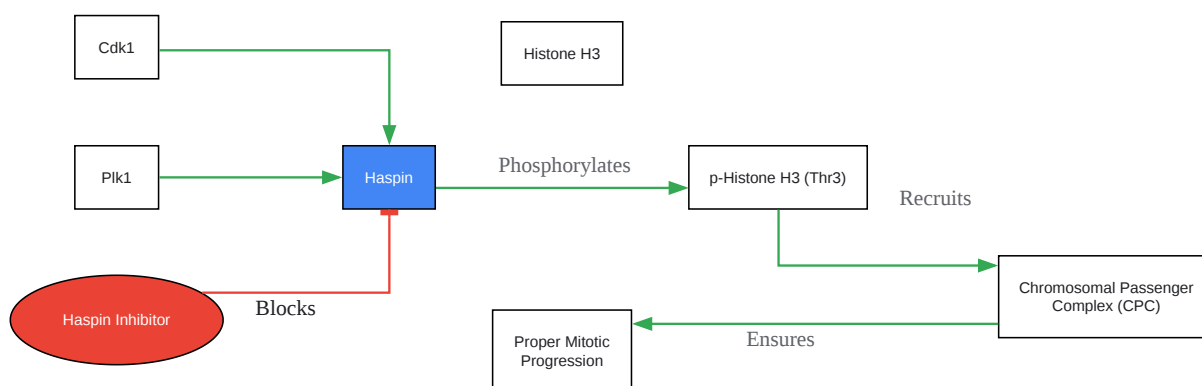 Cdk1
Histone H3
Plk1
Haspin
Phosphorylates
p-Histone H3 (Thr3)
Recruits
Haspin Inhibitor
Blocks
Chromosomal Passenger
Complex (CPC)
Proper Mitotic
Progression
Ensures